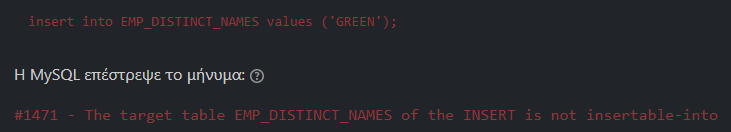 insert into EMP_DISTINCT_NAMES values ('GREEN');
Η MySQL επέστρεψε το μήνυμα: ?
#1471 - The target table EMP_DISTINCT_NAMES of the INSERT is not insertable-into